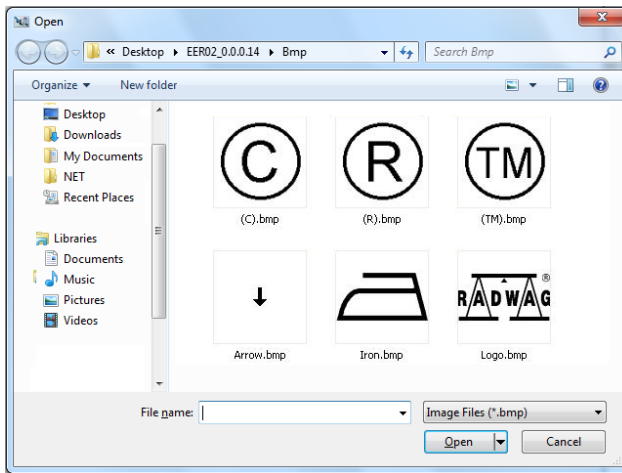 Open
« Desktop ▸ EER02_0.0.0.14 ▸ Bmp
Search Bmp
Organize
New folder
Desktop
Downloads
My Documents
NET
Recent Places
Libraries
Documents
Music
Pictures
Videos
C
R
TM
(C).bmp
(R).bmp
(TM).bmp
RADWAG®
Arrow.bmp
Iron.bmp
Logo.bmp
File name:
Image Files (*.bmp)
Open
Cancel